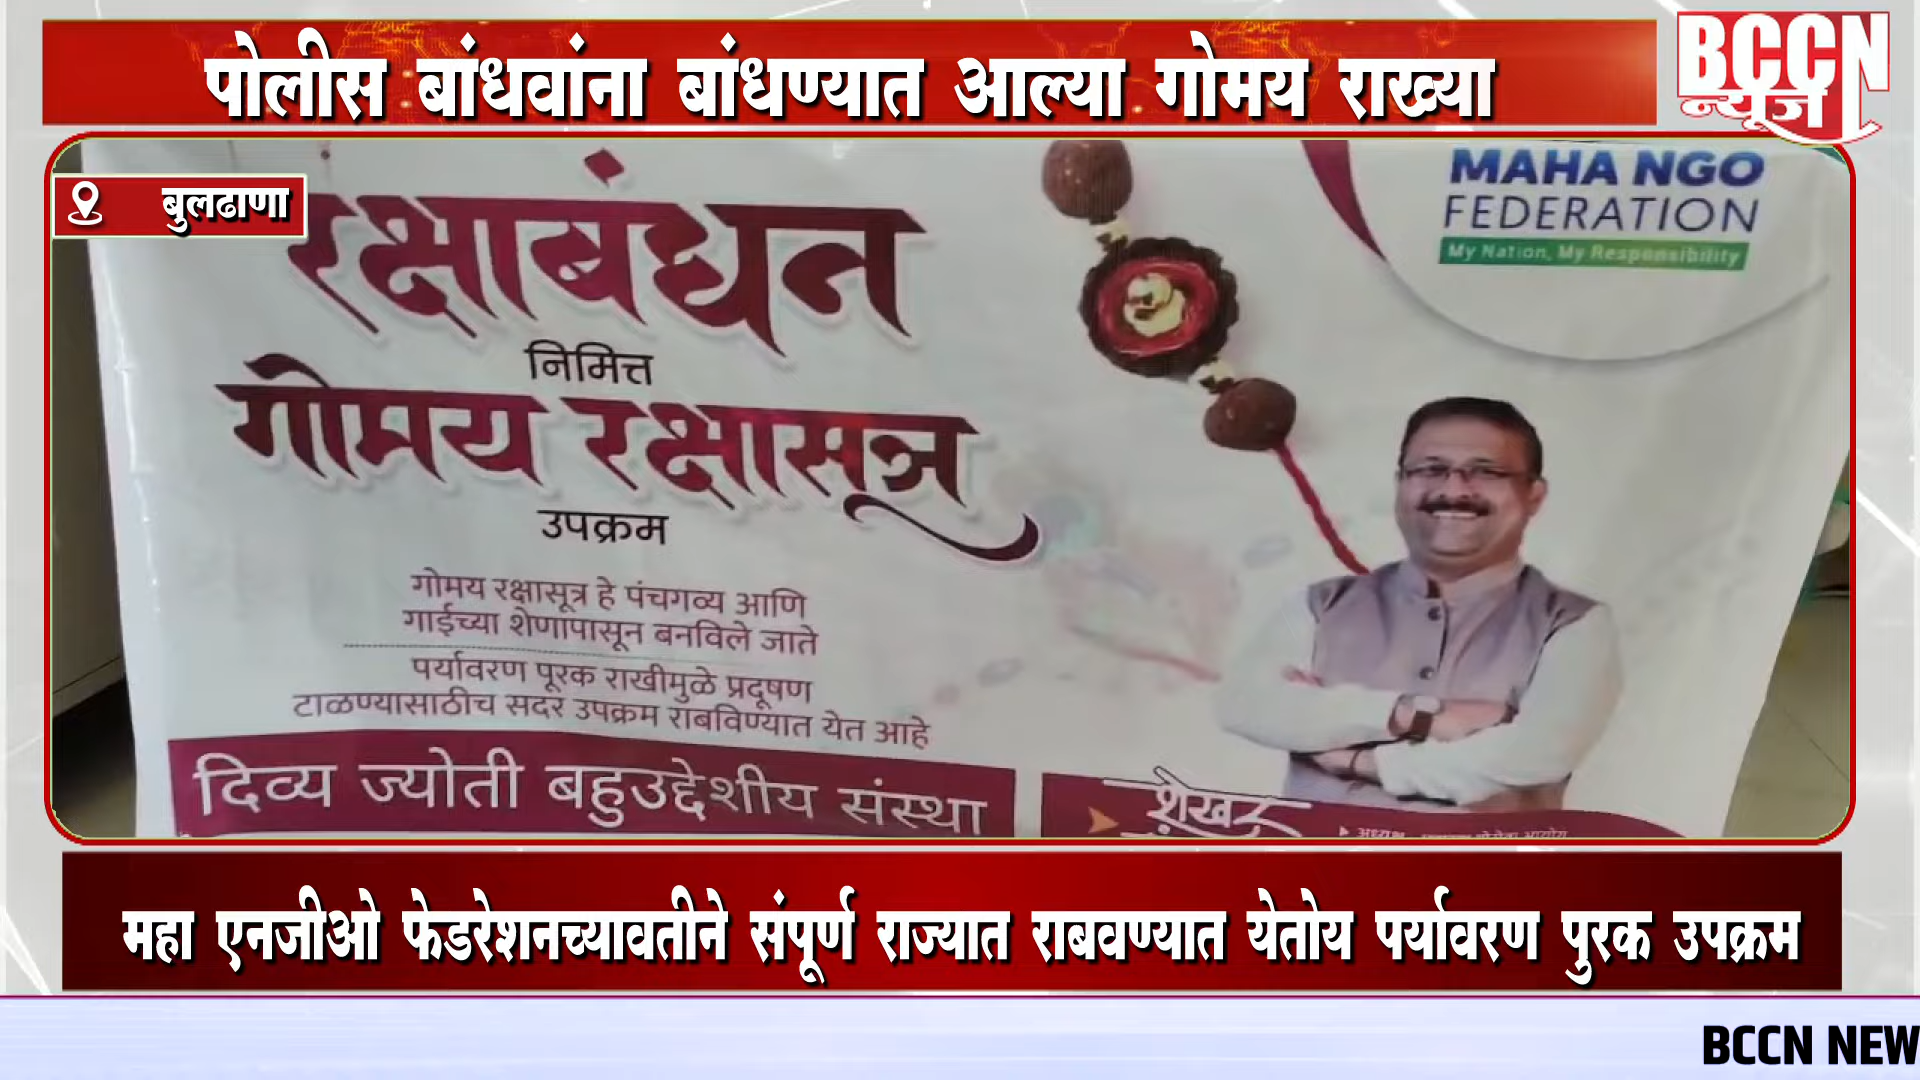 पोलीस बांधवांना बांधण्यात आल्या गोमय राख्या
BCCN
न्यूज
बुलढाणा
MAHA NGO
FEDERATION
My Nation, My Responsibility
रक्षाबंधन
निमित्त
गोमय रक्षासूत्र
उपक्रम
गोमय रक्षासूत्र हे पंचगव्य आणि
गाईच्या शेणापासून बनविले जाते
पर्यावरण पूरक राखीमुळे प्रदूषण
टाळण्यासाठीच सदर उपक्रम राबविण्यात येत आहे
दिव्य ज्योती बहुउद्देशीय संस्था
शेखर
महा एनजीओ फेडरेशनच्यावतीने संपूर्ण राज्यात राबवण्यात येतोय पर्यावरण पुरक उपक्रम
BCCN NEW